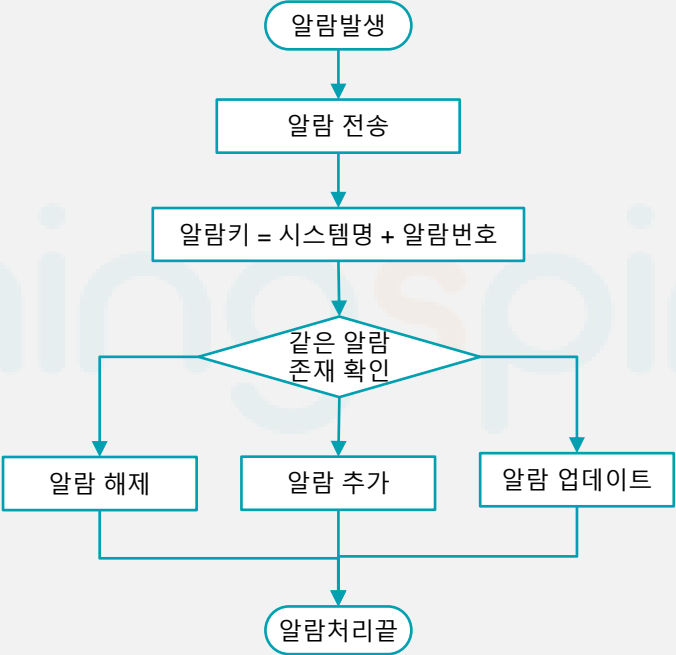 알람발생
알람 전송
알람키 = 시스템명 + 알람번호
같은 알람
존재 확인
알람 해제
알람 추가
알람 업데이트
알람처리끝